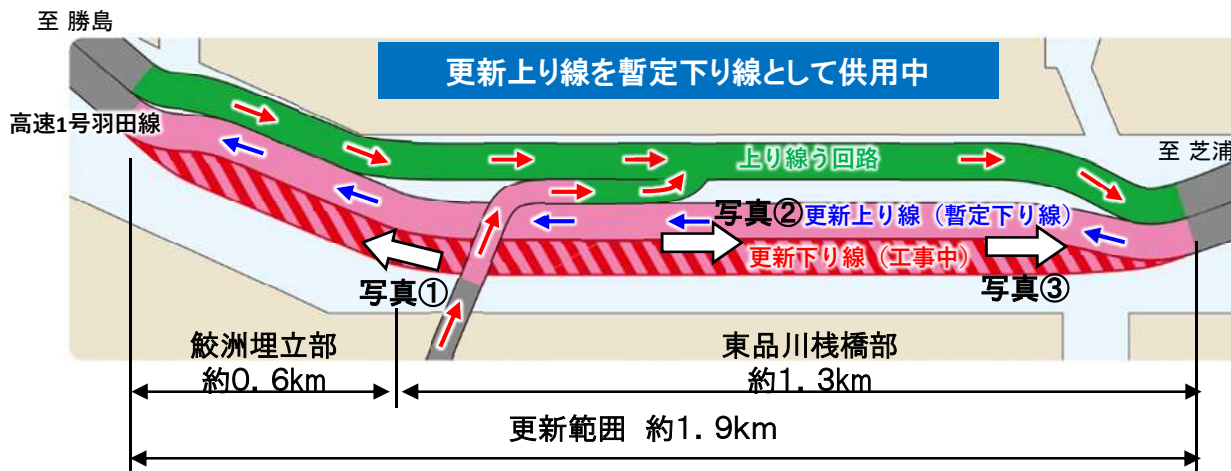 至 勝島
更新上り線を暫定下り線として供用中
高速1号羽田線
上り線う回路
至 芝浦
写真②更新上り線（暫定下り線）
更新下り線（工事中）
写真①
写真③
鮫洲埋立部
約0．6km
東品川桟橋部
約1．3km
更新範囲 約1．9km